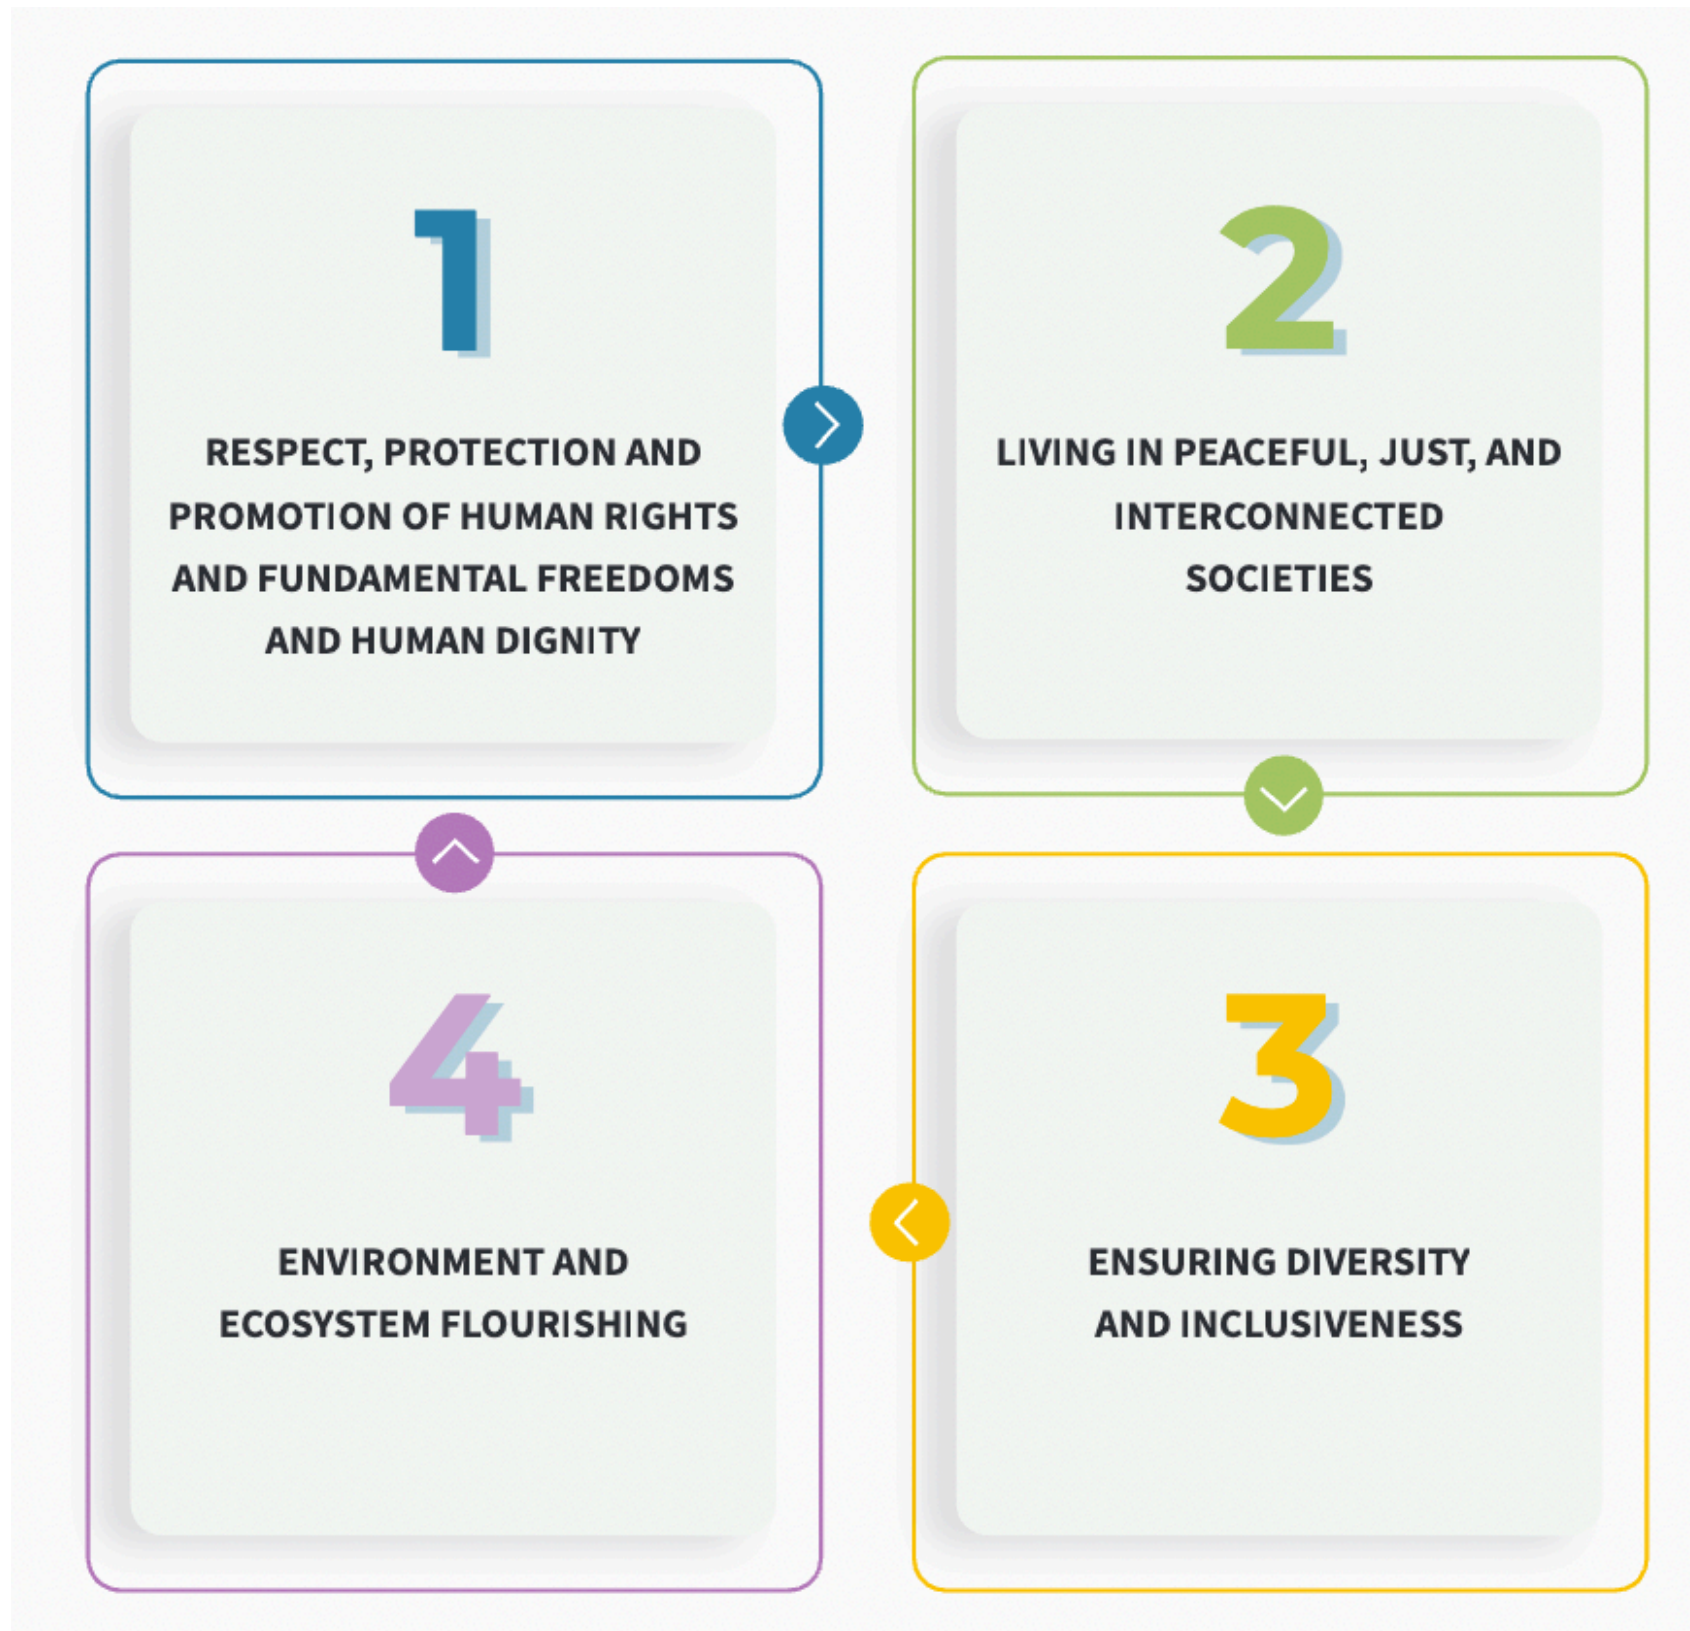 1
RESPECT, PROTECTION AND
PROMOTION OF HUMAN RIGHTS
AND FUNDAMENTAL FREEDOMS
AND HUMAN DIGNITY
2
LIVING IN PEACEFUL, JUST, AND
INTERCONNECTED
SOCIETIES
3
ENSURING DIVERSITY
AND INCLUSIVENESS
4
ENVIRONMENT AND
ECOSYSTEM FLOURISHING